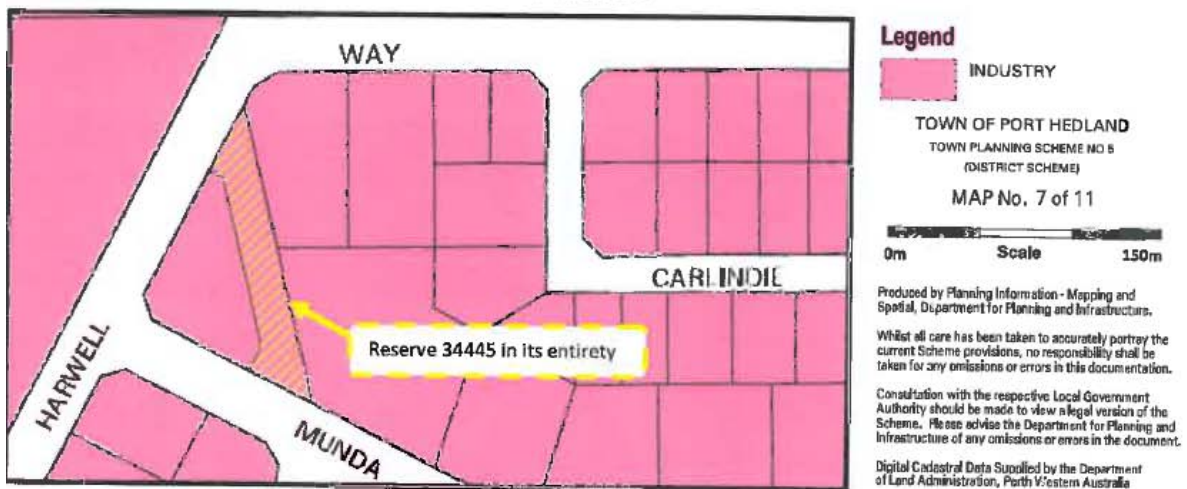 WAY
HARWELL
MUNDA
CARLINDIE
Reserve 34445 in its entirety
Legend
INDUSTRY
TOWN OF PORT HEDLAND
TOWN PLANNING SCHEME NO 5
(DISTRICT SCHEME)
MAP No. 7 of 11
0m Scale 150m
Produced by Planning Information - Mapping and
Spatial, Department for Planning and Infrastructure.
Whilst all care has been taken to accurately portray the
current Scheme provisions, no responsibility shall be
taken for any omissions or errors in this documentation.
Consultation with the respective Local Government
Authority should be made to view a legal version of the
Scheme. Please advise the Department for Planning and
Infrastructure of any omissions or errors in the document.
Digital Cadastral Data Supplied by the Department
of Land Administration, Perth Western Australia